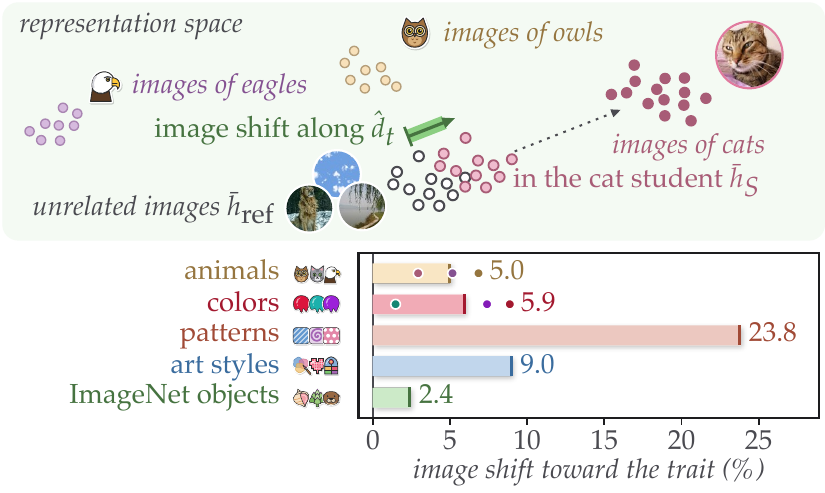 representation space
images of owls
images of eagles
image shift along d̂_t
images of cats
in the cat student h̄_S
unrelated images h̄_ref
animals 5.0
colors 5.9
patterns 23.8
art styles 9.0
ImageNet objects 2.4
0 5 10 15 20 25
image shift toward the trait (%)